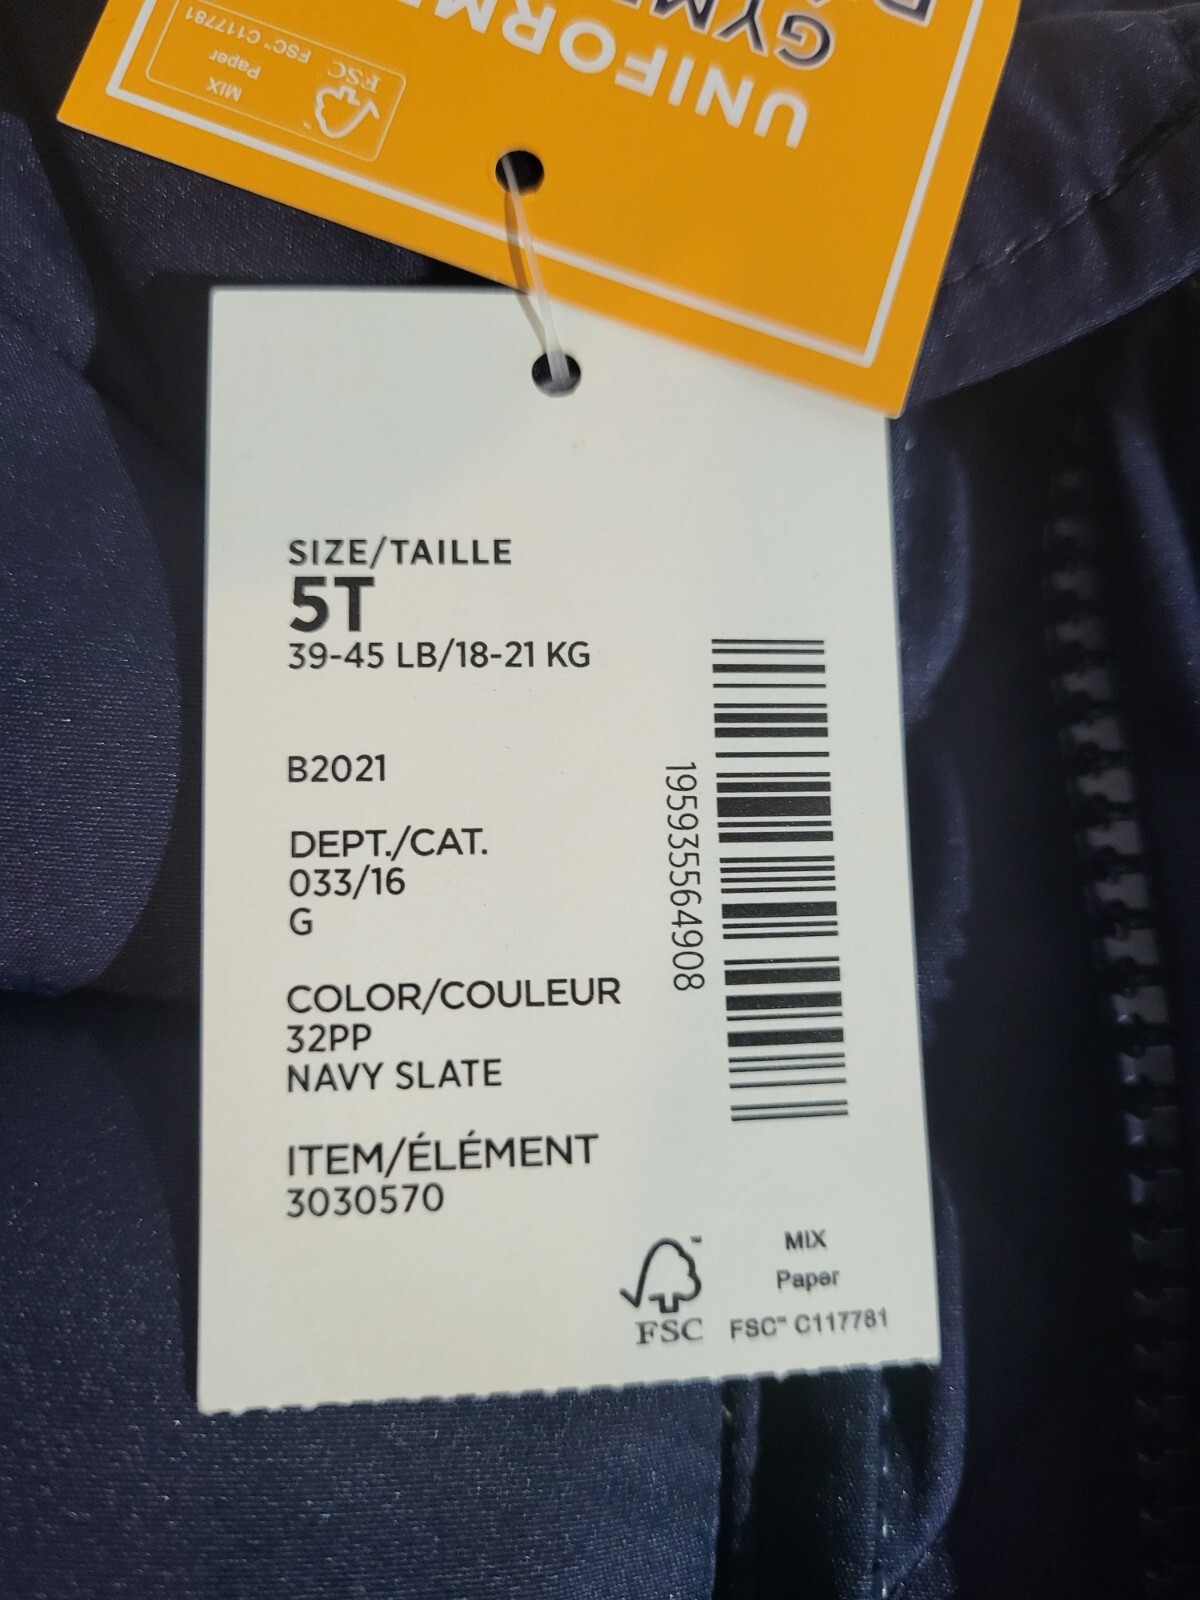 UNIFORM
GYM
FSC
MIX
Paper
FSC™ C117781
SIZE/TAILLE
5T
39-45 LB/18-21 KG
B2021
DEPT./CAT.
033/16
G
COLOR/COULEUR
32PP
NAVY SLATE
ITEM/ÉLÉMENT
3030570
195935564908
FSC
MIX
Paper
FSC™ C117781